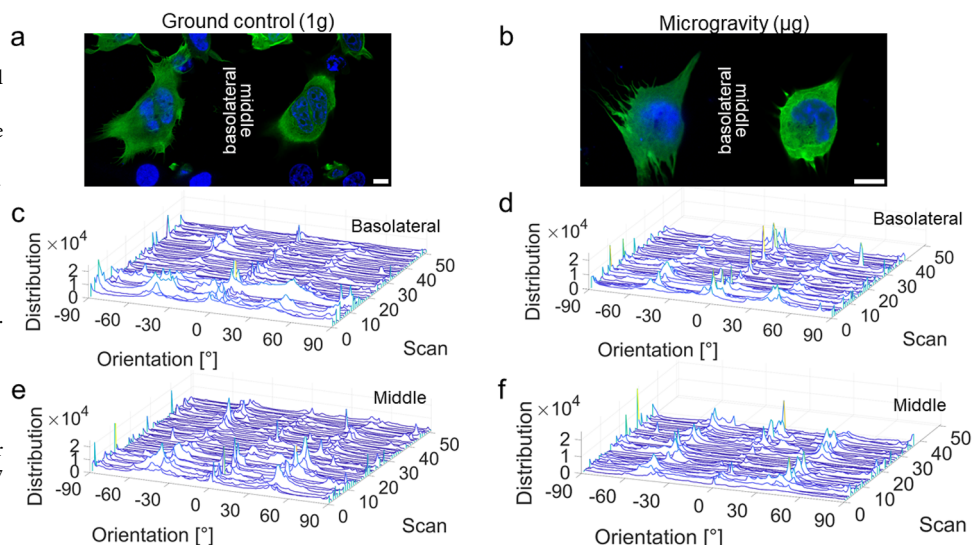 Ground control (1g)
Microgravity (µg)
a
b
basolateral
middle
basolateral
middle
c
d
Basolateral
Basolateral
Distribution
×10⁴
2
1
0
-90
-60
-30
0
30
60
90
0
10
20
30
40
50
Orientation [°]
Scan
Distribution
×10⁴
2
1
0
-90
-60
-30
0
30
60
90
0
10
20
30
40
50
Orientation [°]
Scan
e
f
Middle
Middle
Distribution
×10⁴
2
1
0
-90
-60
-30
0
30
60
90
0
10
20
30
40
50
Orientation [°]
Scan
Distribution
×10⁴
2
1
0
-90
-60
-30
0
30
60
90
0
10
20
30
40
50
Orientation [°]
Scan